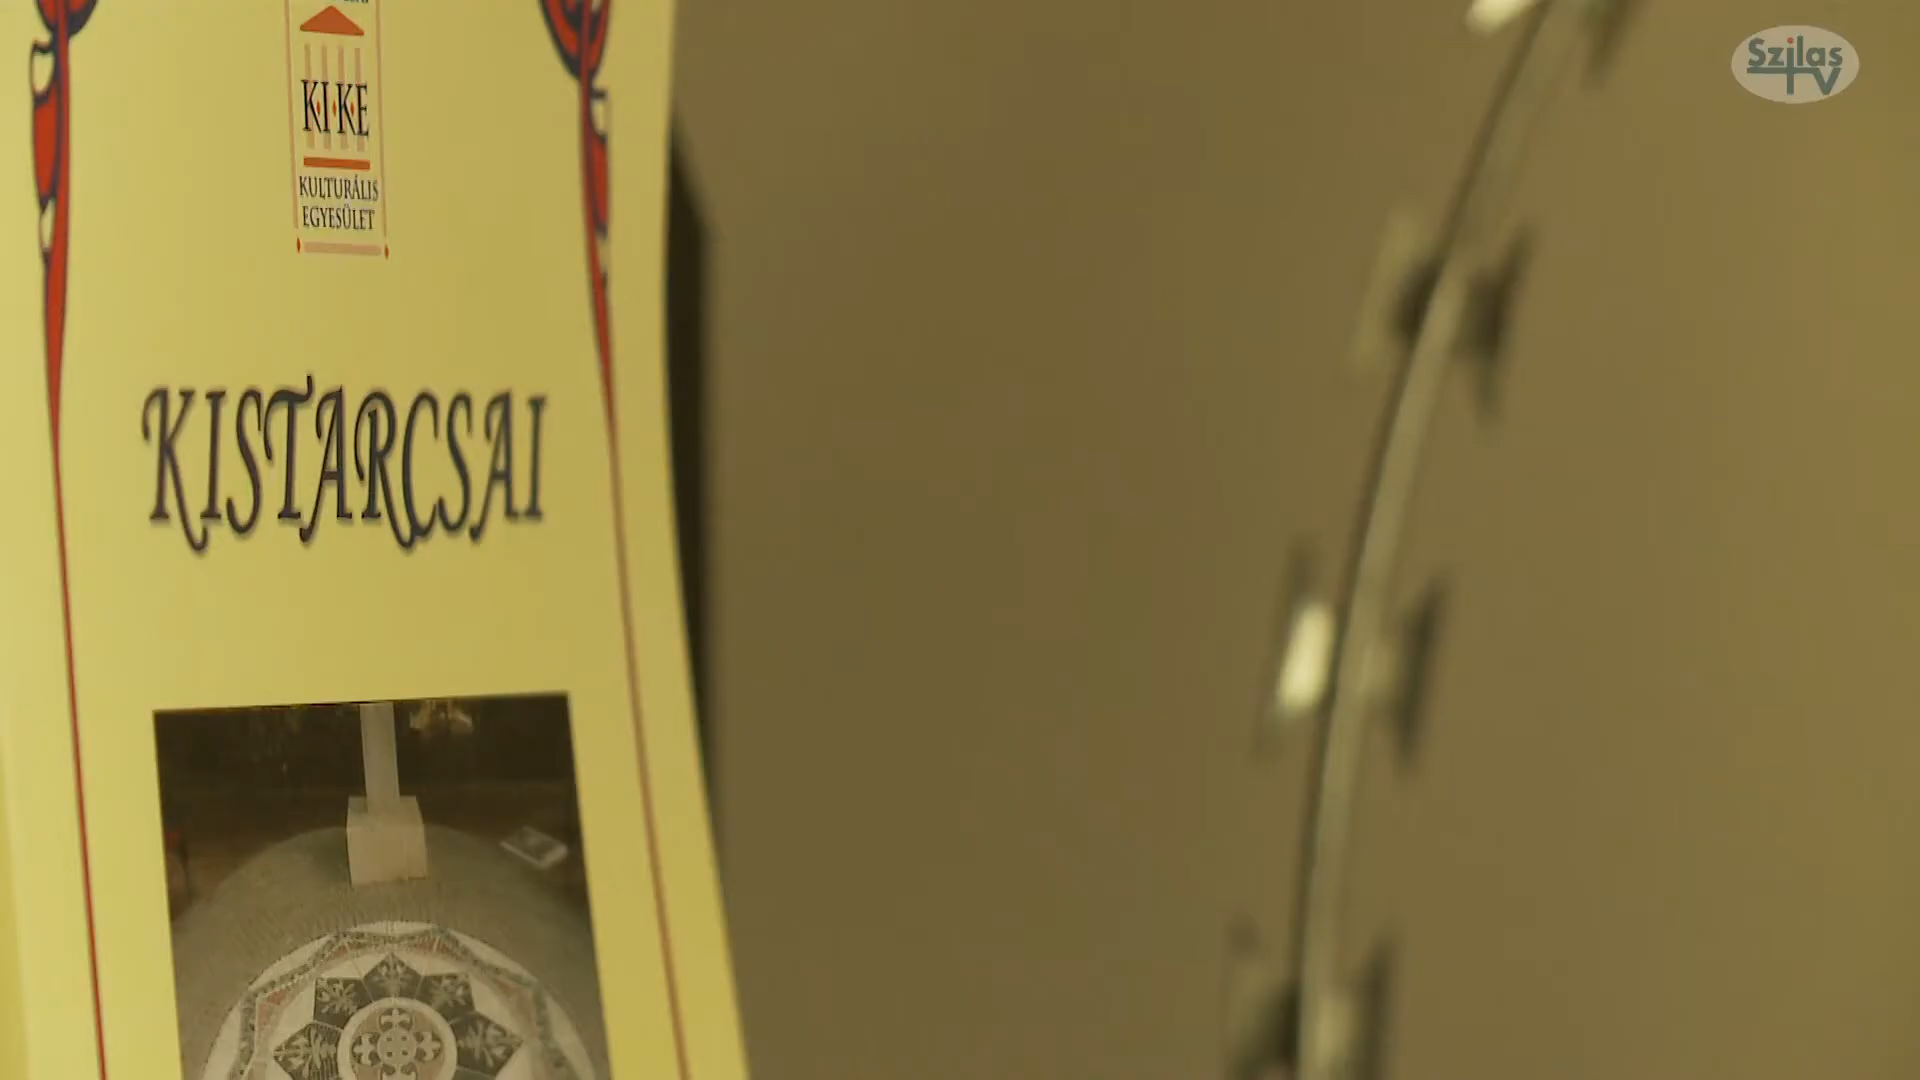 KI·KE
KULTURÁLIS
EGYESÜLET
KISTARCSAI
Szilas
TV